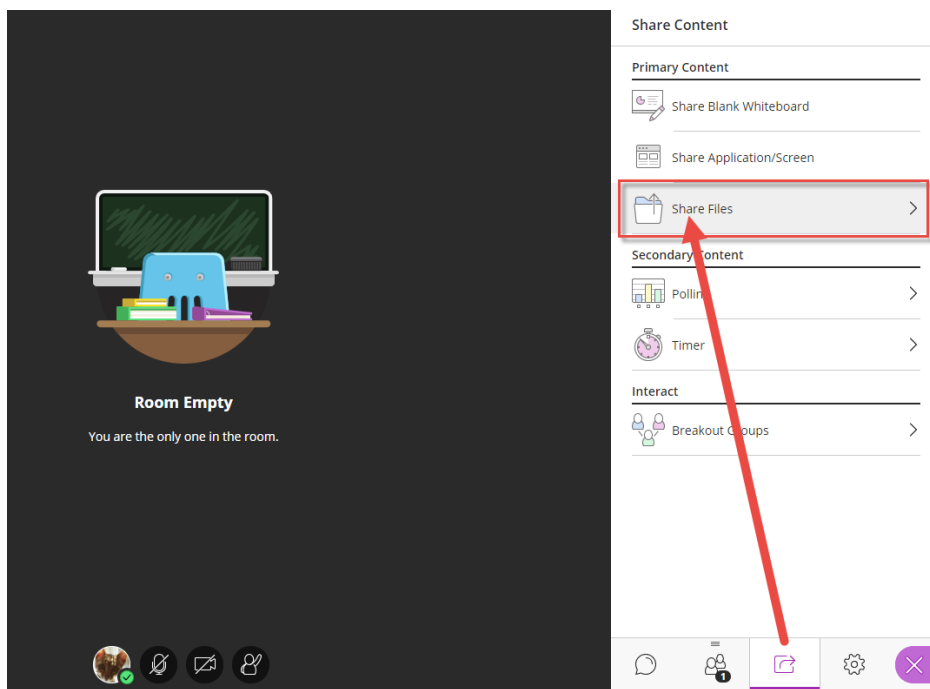 Share Content
Primary Content
Share Blank Whiteboard
Share Application/Screen
Share Files
Secondary Content
Polling
Timer
Interact
Breakout Groups
Room Empty
You are the only one in the room.
1